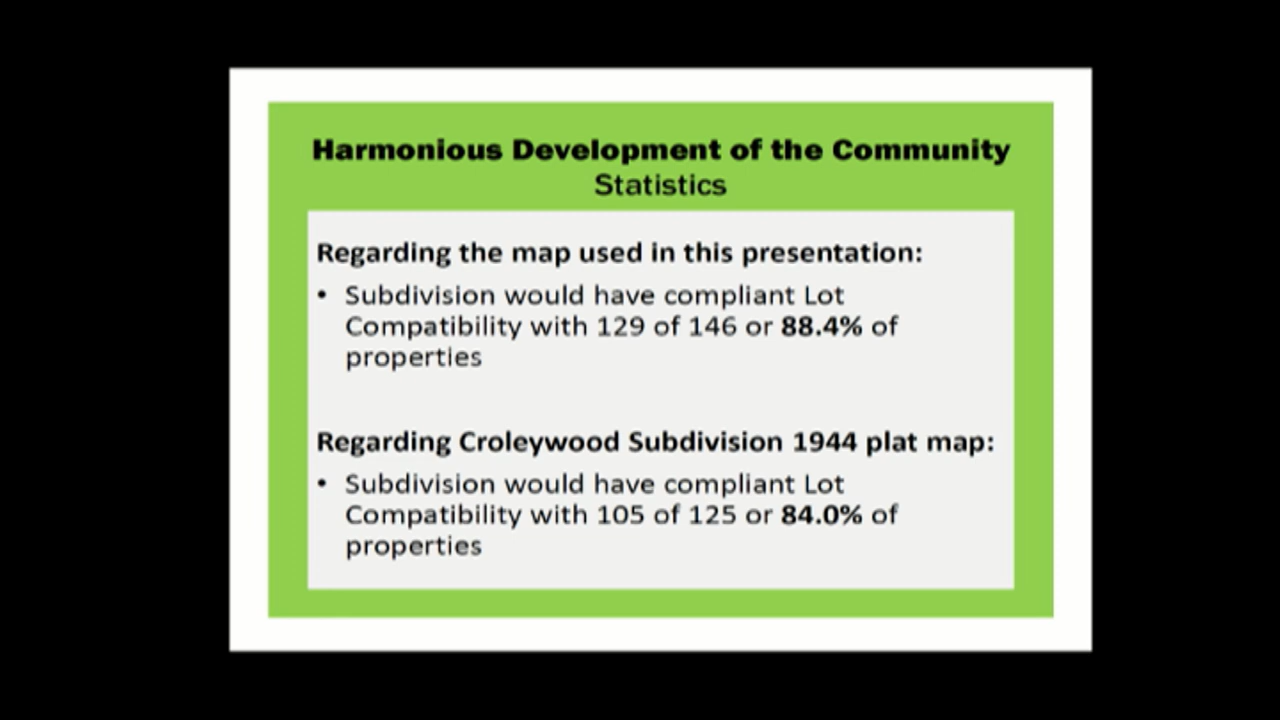 Harmonious Development of the Community
Statistics
Regarding the map used in this presentation:
• Subdivision would have compliant Lot
Compatibility with 129 of 146 or 88.4% of
properties
Regarding Croleywood Subdivision 1944 plat map:
• Subdivision would have compliant Lot
Compatibility with 105 of 125 or 84.0% of
properties